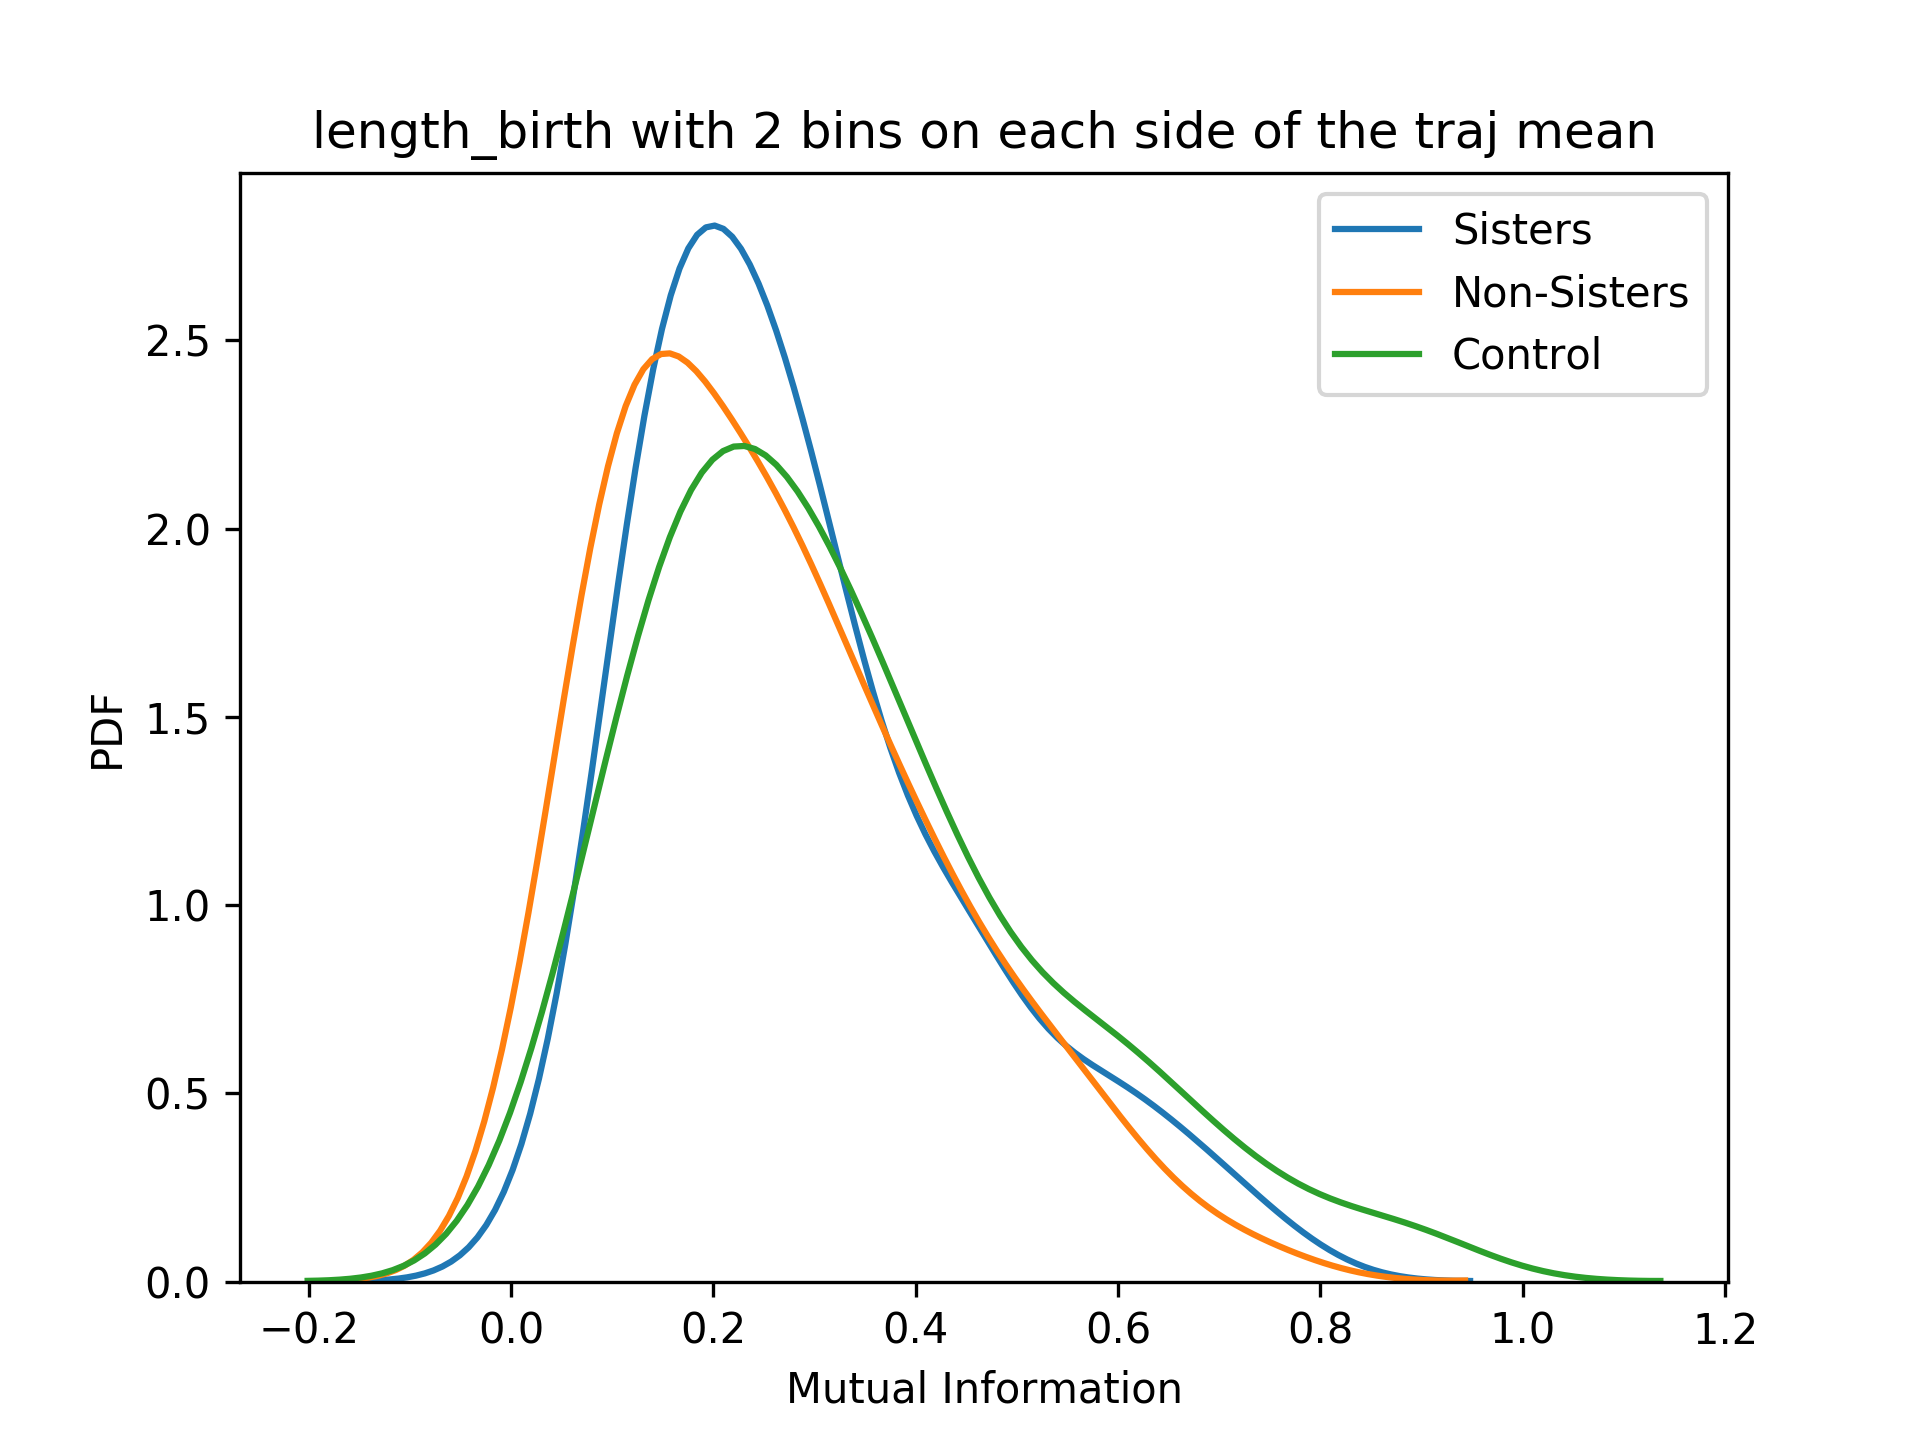 length_birth with 2 bins on each side of the traj mean
Sisters
Non-Sisters
Control
PDF
2.5
2.0
1.5
1.0
0.5
0.0
−0.2 0.0 0.2 0.4 0.6 0.8 1.0 1.2
Mutual Information